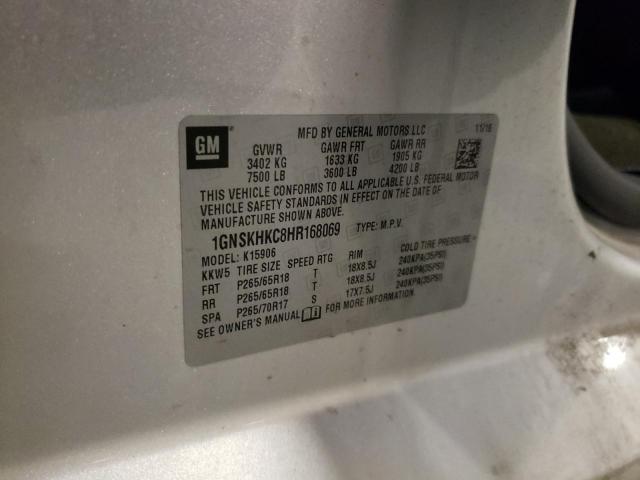 GM
MFD BY GENERAL MOTORS LLC 11/16
GVWR GAWR FRT GAWR RR
3402 KG 1633 KG 1905 KG
7500 LB 3600 LB 4200 LB
THIS VEHICLE CONFORMS TO ALL APPLICABLE U.S. FEDERAL MOTOR
VEHICLE SAFETY STANDARDS IN EFFECT ON THE DATE OF
MANUFACTURE SHOWN ABOVE.
1GNSKHKC8HR168069 TYPE: M.P.V.
MODEL: K15906
KKW5 TIRE SIZE SPEED RTG RIM COLD TIRE PRESSURE
FRT P265/65R18 T 18X8.5J 240KPA(35PSI)
RR P265/65R18 T 18X8.5J 240KPA(35PSI)
SPA P265/70R17 S 17X7.5J 240KPA(35PSI)
SEE OWNER'S MANUAL FOR MORE INFORMATION.